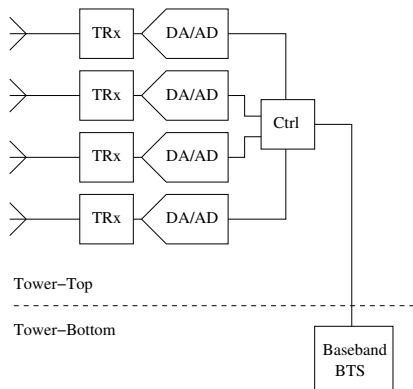 TRx DA/AD
TRx DA/AD
Ctrl
TRx DA/AD
TRx DA/AD
Tower−Top
Tower−Bottom
Baseband
BTS